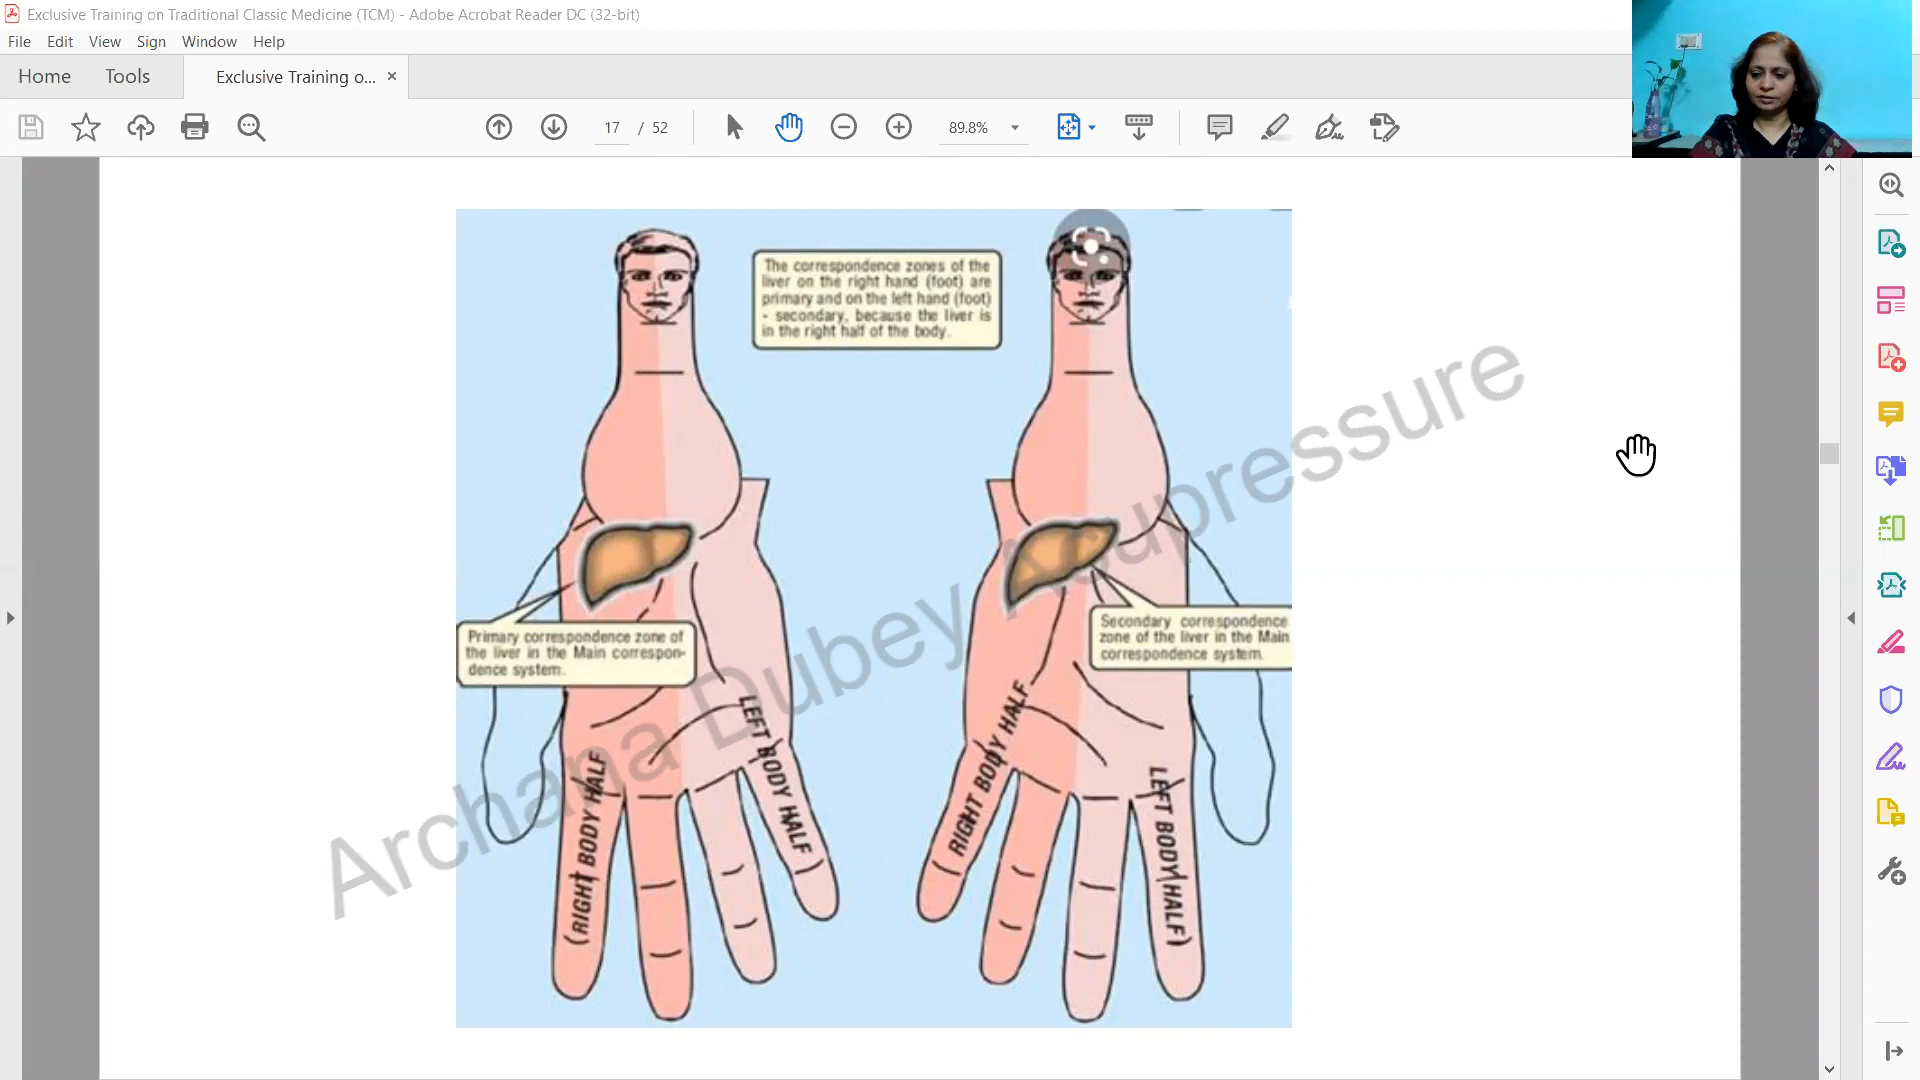 Exclusive Training on Traditional Classic Medicine (TCM) - Adobe Acrobat Reader DC (32-bit)
File Edit View Sign Window Help
Home Tools Exclusive Training o... ×
17 / 52 89.8%
The correspondence zones of the
liver on the right hand (foot) are
primary and on the left hand (foot)
- secondary, because the liver is
in the right half of the body.
Primary correspondence zone of
the liver in the Main correspon-
dence system.
Secondary correspondence
zone of the liver in the Main
correspondence system.
(RIGHT BODY HALF
LEFT BODY HALF
RIGHT BODY HALF
LEFT BODY HALF)
Archana Dubey Acupressure